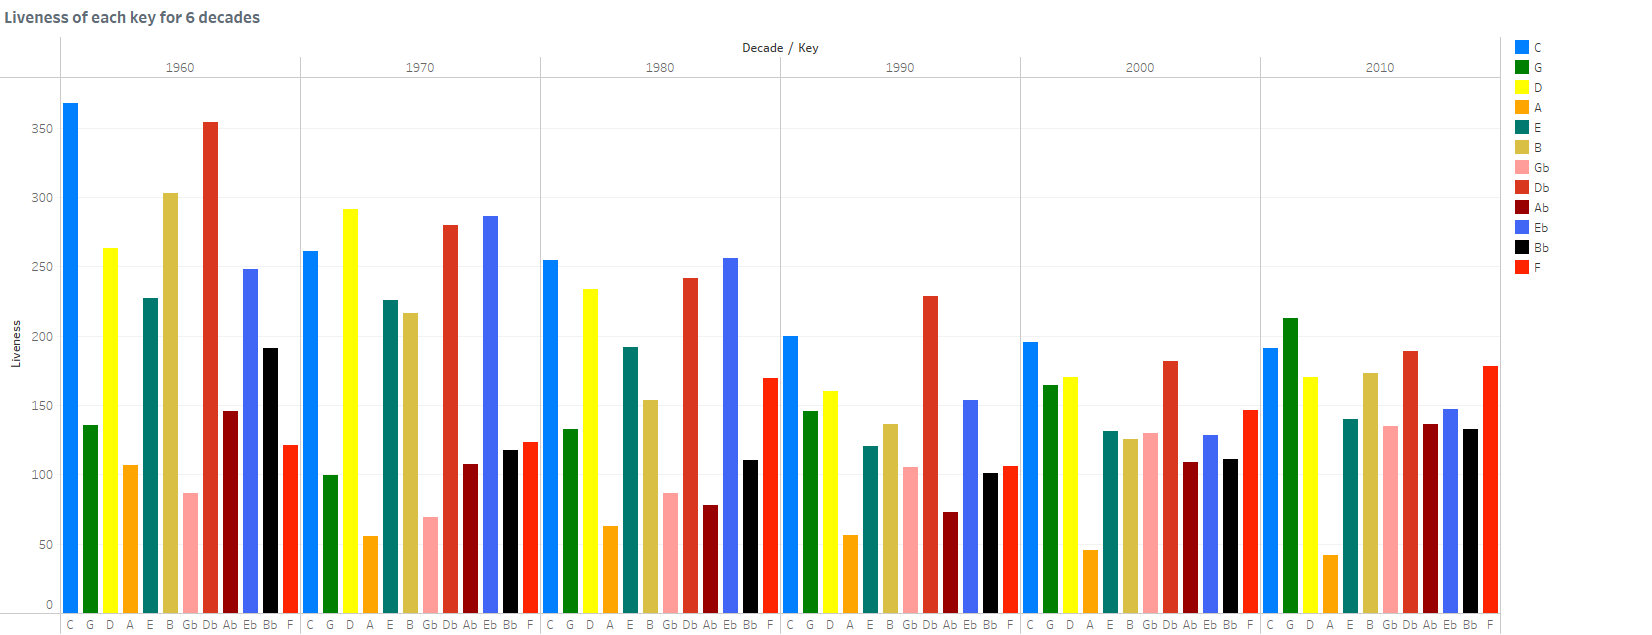 Liveness of each key for 6 decades
Decade / Key
1960 1970 1980 1990 2000 2010
350
300
250
200
150
100
50
0
Liveness
C G D A E B Gb Db Ab Eb Bb F C G D A E B Gb Db Ab Eb Bb F C G D A E B Gb Db Ab Eb Bb F C G D A E B Gb Db Ab Eb Bb F C G D A E B Gb Db Ab Eb Bb F C G D A E B Gb Db Ab Eb Bb F
C
G
D
A
E
B
Gb
Db
Ab
Eb
Bb
F